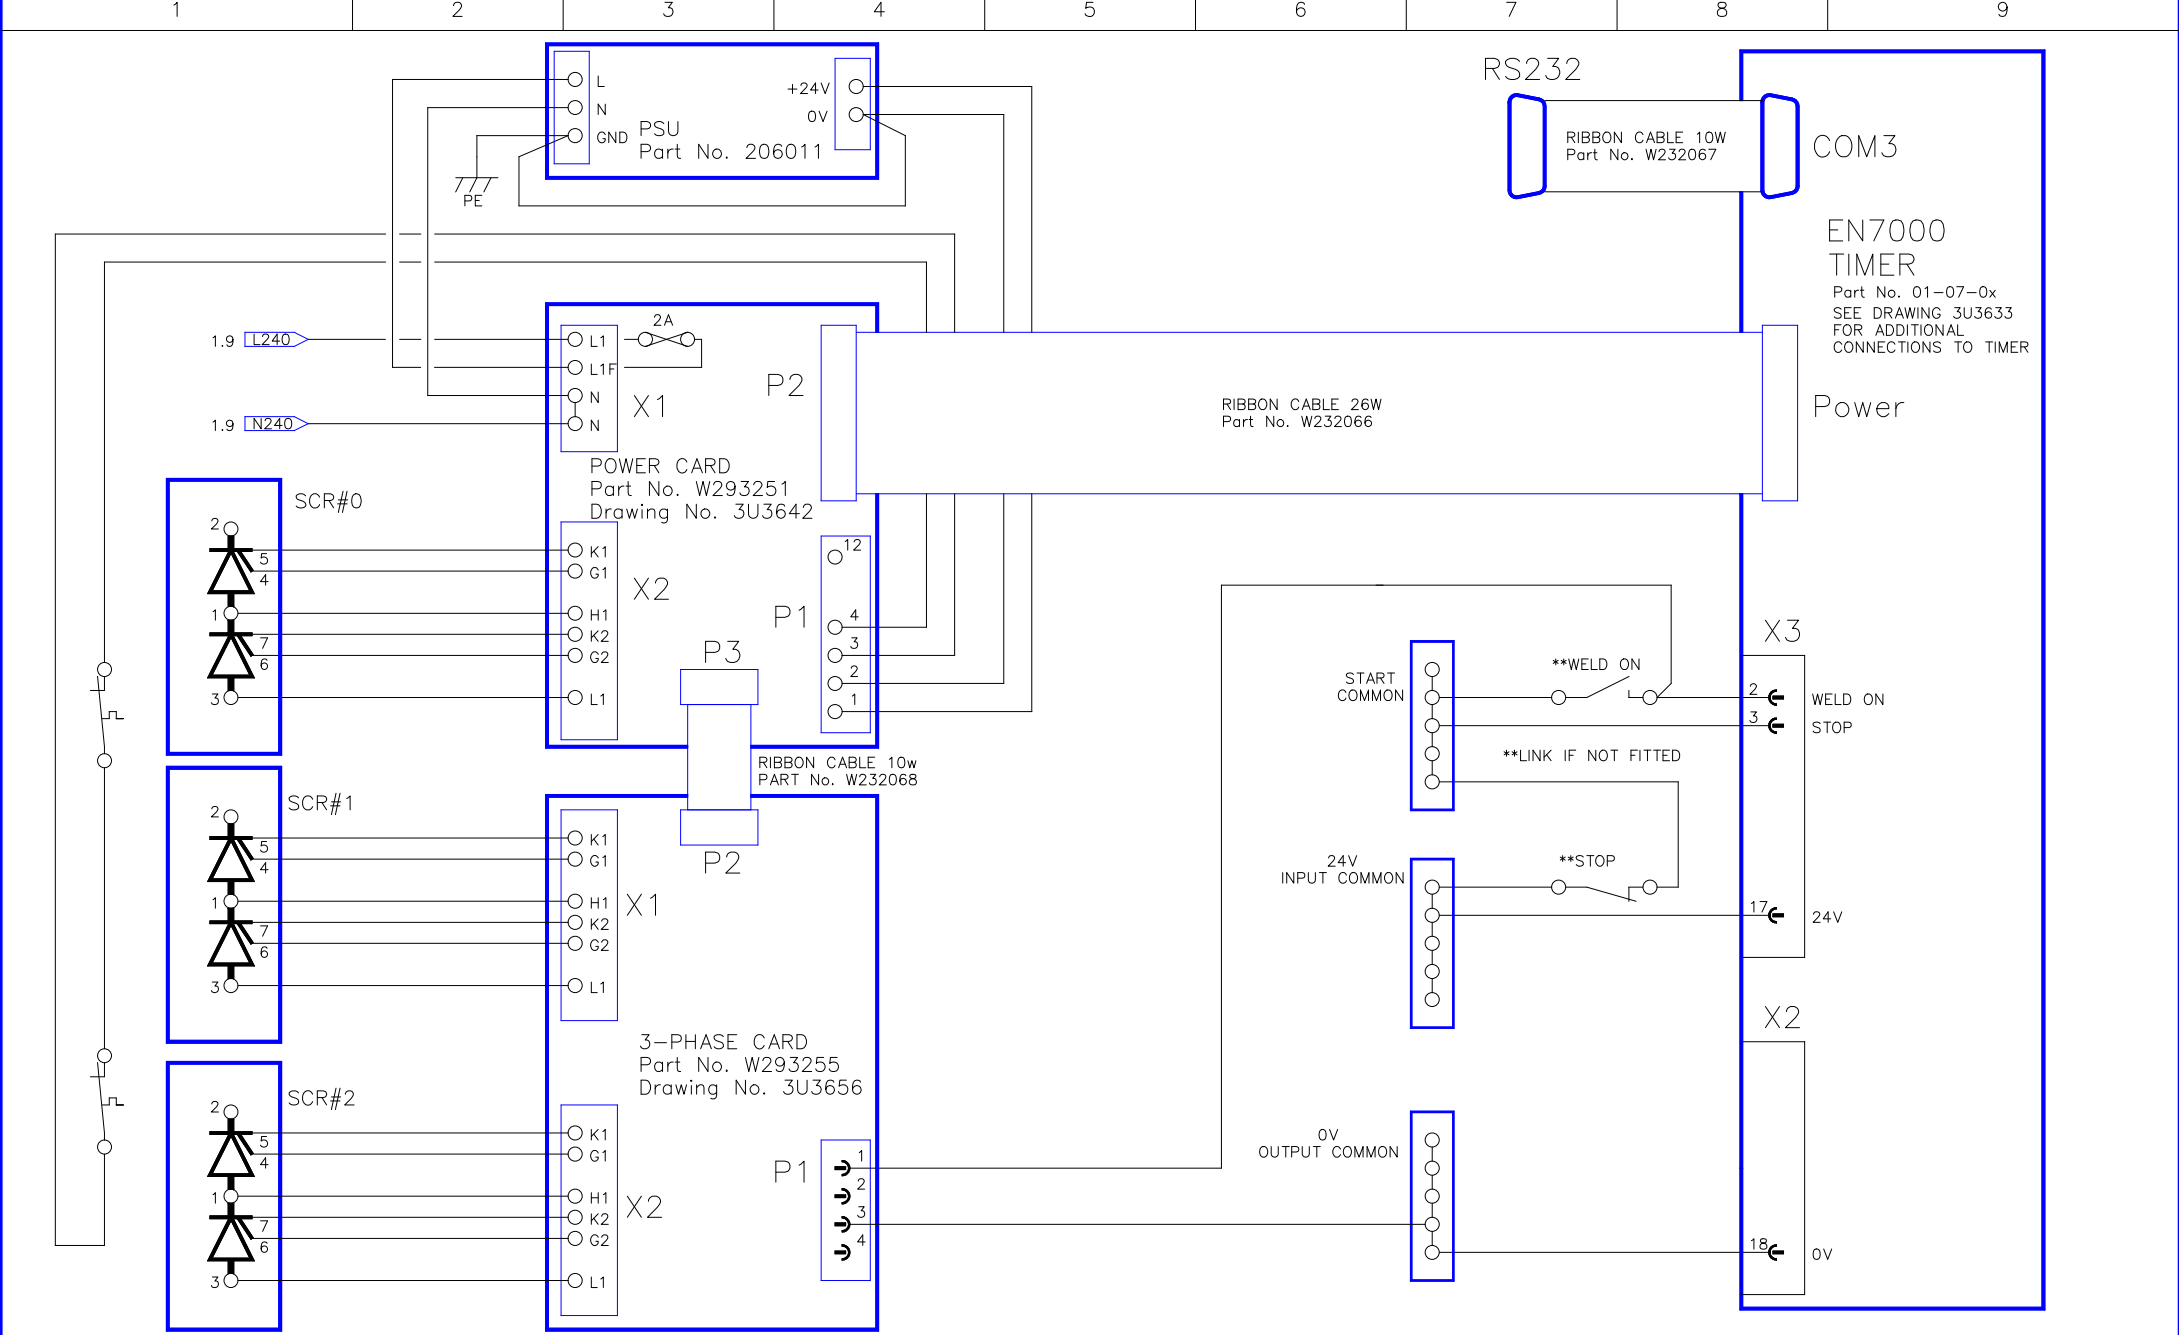 1 2 3 4 5 6 7 8 9
L
N
GND
PE
PSU
Part No. 206011
+24V
0V
RS232
RIBBON CABLE 10W
Part No. W232067
COM3
EN7000
TIMER
Part No. 01-07-0x
SEE DRAWING 3U3633
FOR ADDITIONAL
CONNECTIONS TO TIMER
1.9 L240
1.9 N240
L1
L1F
N
N
2A
X1
P2
RIBBON CABLE 26W
Part No. W232066
Power
POWER CARD
Part No. W293251
Drawing No. 3U3642
SCR#0
2
5
4
1
7
6
3
K1
G1
H1
K2
G2
L1
X2
P1
12
4
3
2
1
P3
RIBBON CABLE 10w
PART No. W232068
P2
SCR#1
2
5
4
1
7
6
3
K1
G1
H1
K2
G2
L1
X1
3-PHASE CARD
Part No. W293255
Drawing No. 3U3656
SCR#2
2
5
4
1
7
6
3
K1
G1
H1
K2
G2
L1
X2
P1
1
2
3
4
START
COMMON
**WELD ON
**LINK IF NOT FITTED
24V
INPUT COMMON
**STOP
0V
OUTPUT COMMON
X3
2
WELD ON
3
STOP
17
24V
X2
18
0V